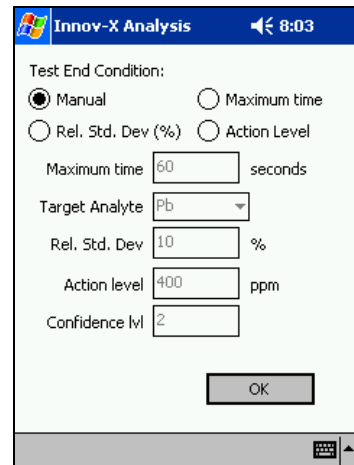 Innov-X Analysis 8:03
Test End Condition:
Manual Maximum time
Rel. Std. Dev (%) Action Level
Maximum time 60 seconds
Target Analyte Pb
Rel. Std. Dev 10 %
Action level 400 ppm
Confidence lvl 2
OK